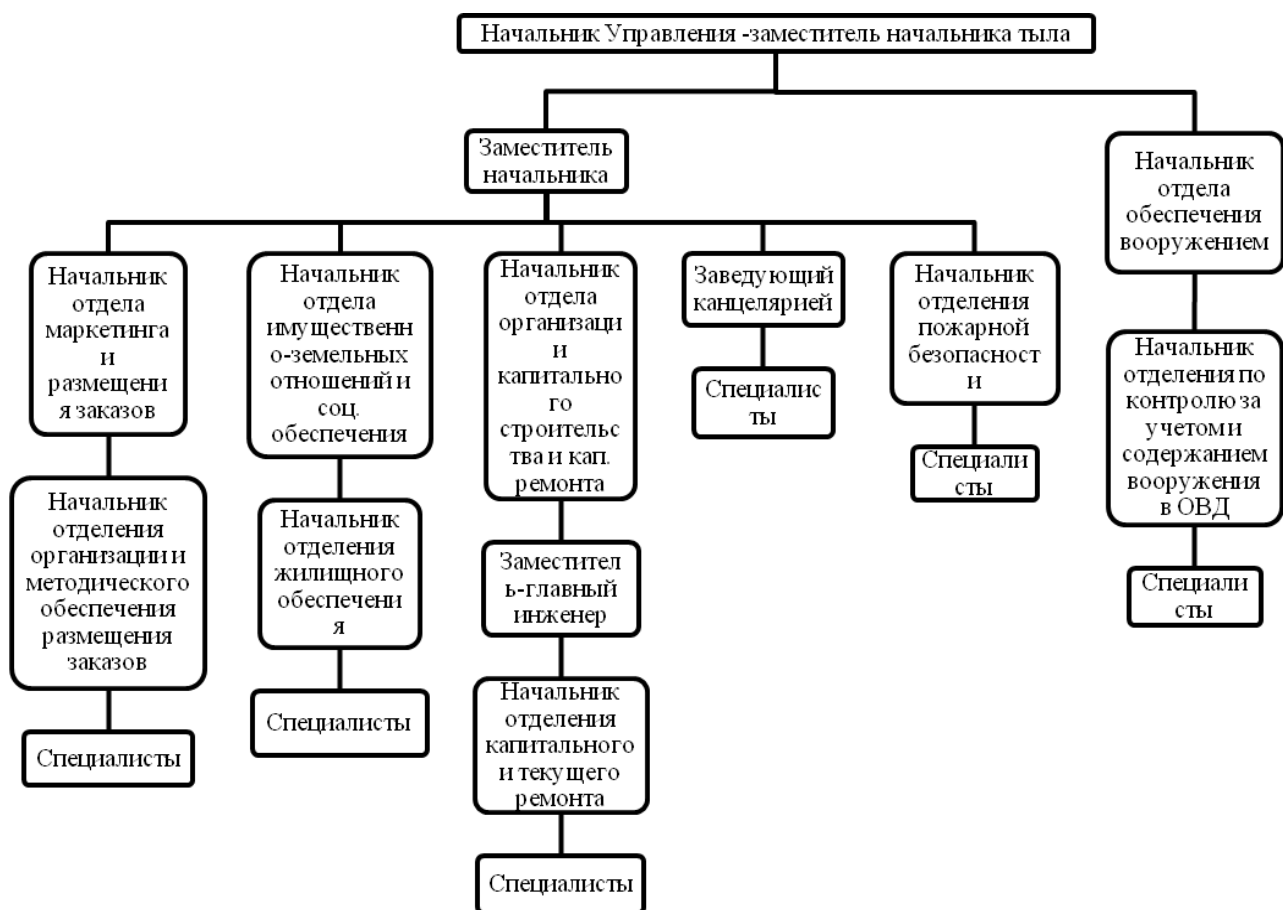 Начальник Управления -заместитель начальника тыла
Заместитель
начальника
Начальник
отдела
обеспечения
вооружением
Начальник
отдела
маркетинга
и
размещени
я заказов
Начальник
отдела
имущественн
о-земельных
отношений и
соц.
обеспечения
Начальник
отдела
организаци
и
капитально
го
строительс
тва и кап.
ремонта
Заведующий
канцелярией
Начальник
отделения
пожарной
безопасност
и
Начальник
отделения по
контролю за
учетом и
содержанием
вооружения
в ОВД
Специалис
ты
Специали
сты
Начальник
отделения
организации и
методического
обеспечения
размещения
заказов
Начальник
отделения
жилищного
обеспечени
я
Заместител
ь-главный
инженер
Специали
сты
Специалисты
Специалисты
Начальник
отделения
капитального
и текущего
ремонта
Специалисты